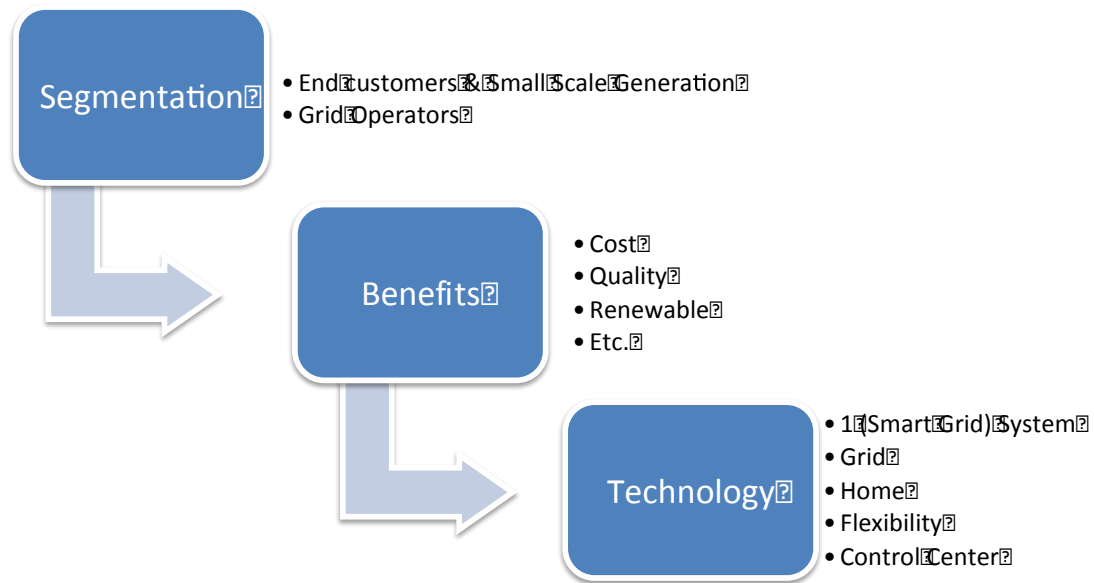 Segmentation
• End customers & Small Scale Generation
• Grid Operators
Benefits
• Cost
• Quality
• Renewable
• Etc.
Technology
• 1 (Smart Grid) System
• Grid
• Home
• Flexibility
• Control Center